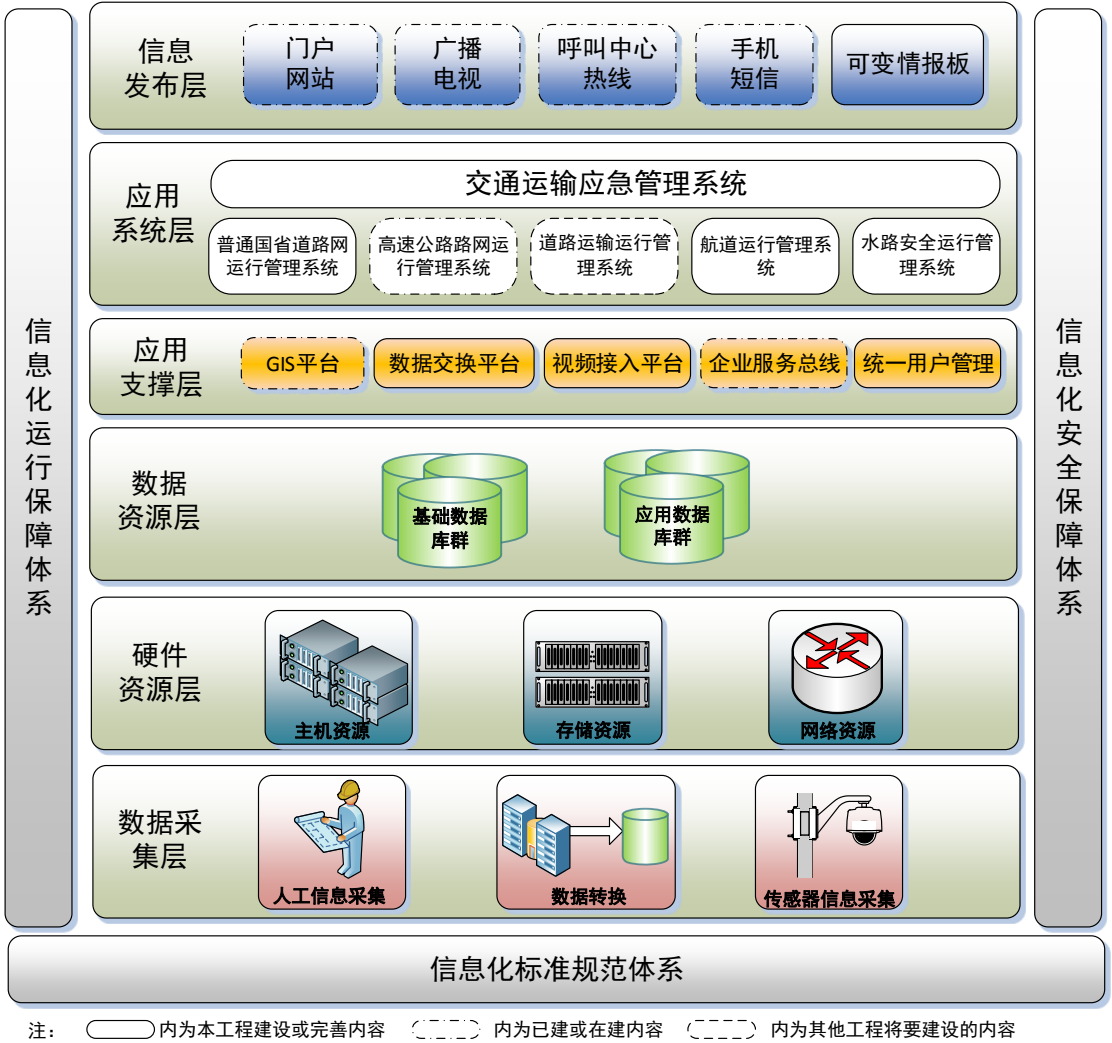 信息
发布层
门户
网站
广播
电视
呼叫中心
热线
手机
短信
可变情报板
应用
系统层
交通运输应急管理系统
普通国省道路网
运行管理系统
高速公路路网运
行管理系统
道路运输运行管
理系统
航道运行管理系
统
水路安全运行管
理系统
应用
支撑层
GIS平台
数据交换平台
视频接入平台
企业服务总线
统一用户管理
数据
资源层
基础数据
库群
应用数据
库群
硬件
资源层
主机资源
存储资源
网络资源
数据采
集层
人工信息采集
数据转换
传感器信息采集
信息化运行保障体系
信息化安全保障体系
信息化标准规范体系
注: 内为本工程建设或完善内容 内为已建或在建内容 内为其他工程将要建设的内容